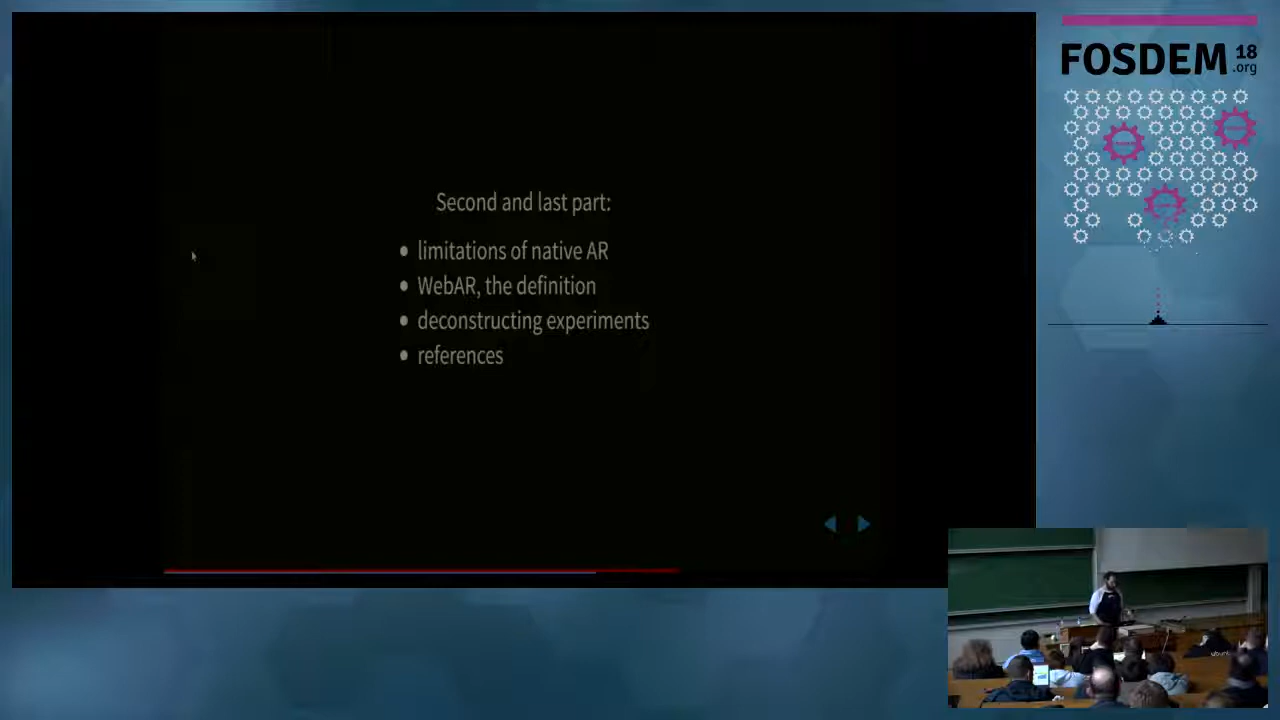 FOSDEM 18
.org
Second and last part:
limitations of native AR
WebAR, the definition
deconstructing experiments
references